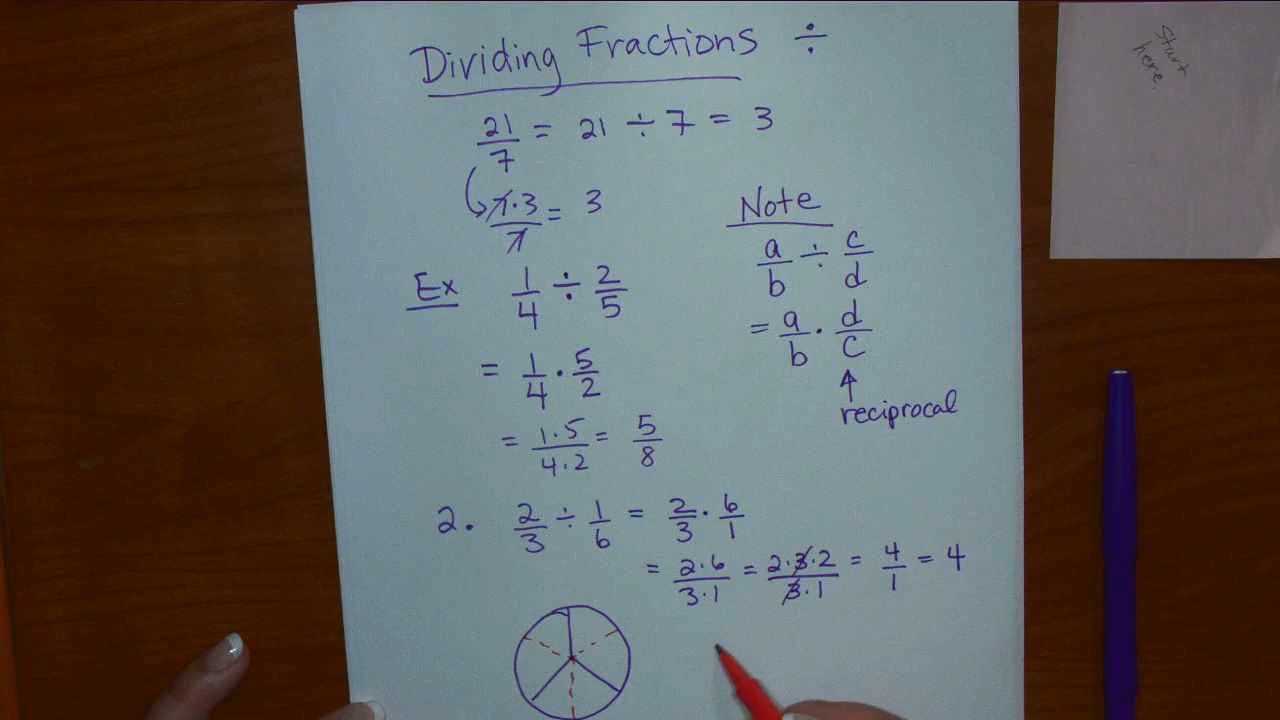 Dividing Fractions ÷
21/7 = 21 ÷ 7 = 3
7·3/7 = 3
Ex 1/4 ÷ 2/5
= 1/4 · 5/2
= 1·5/4·2 = 5/8
Note
a/b ÷ c/d
= a/b · d/c
reciprocal
2. 2/3 ÷ 1/6 = 2/3 · 6/1
= 2·6/3·1 = 2·3·2/3·1 = 4/1 = 4
Start
here